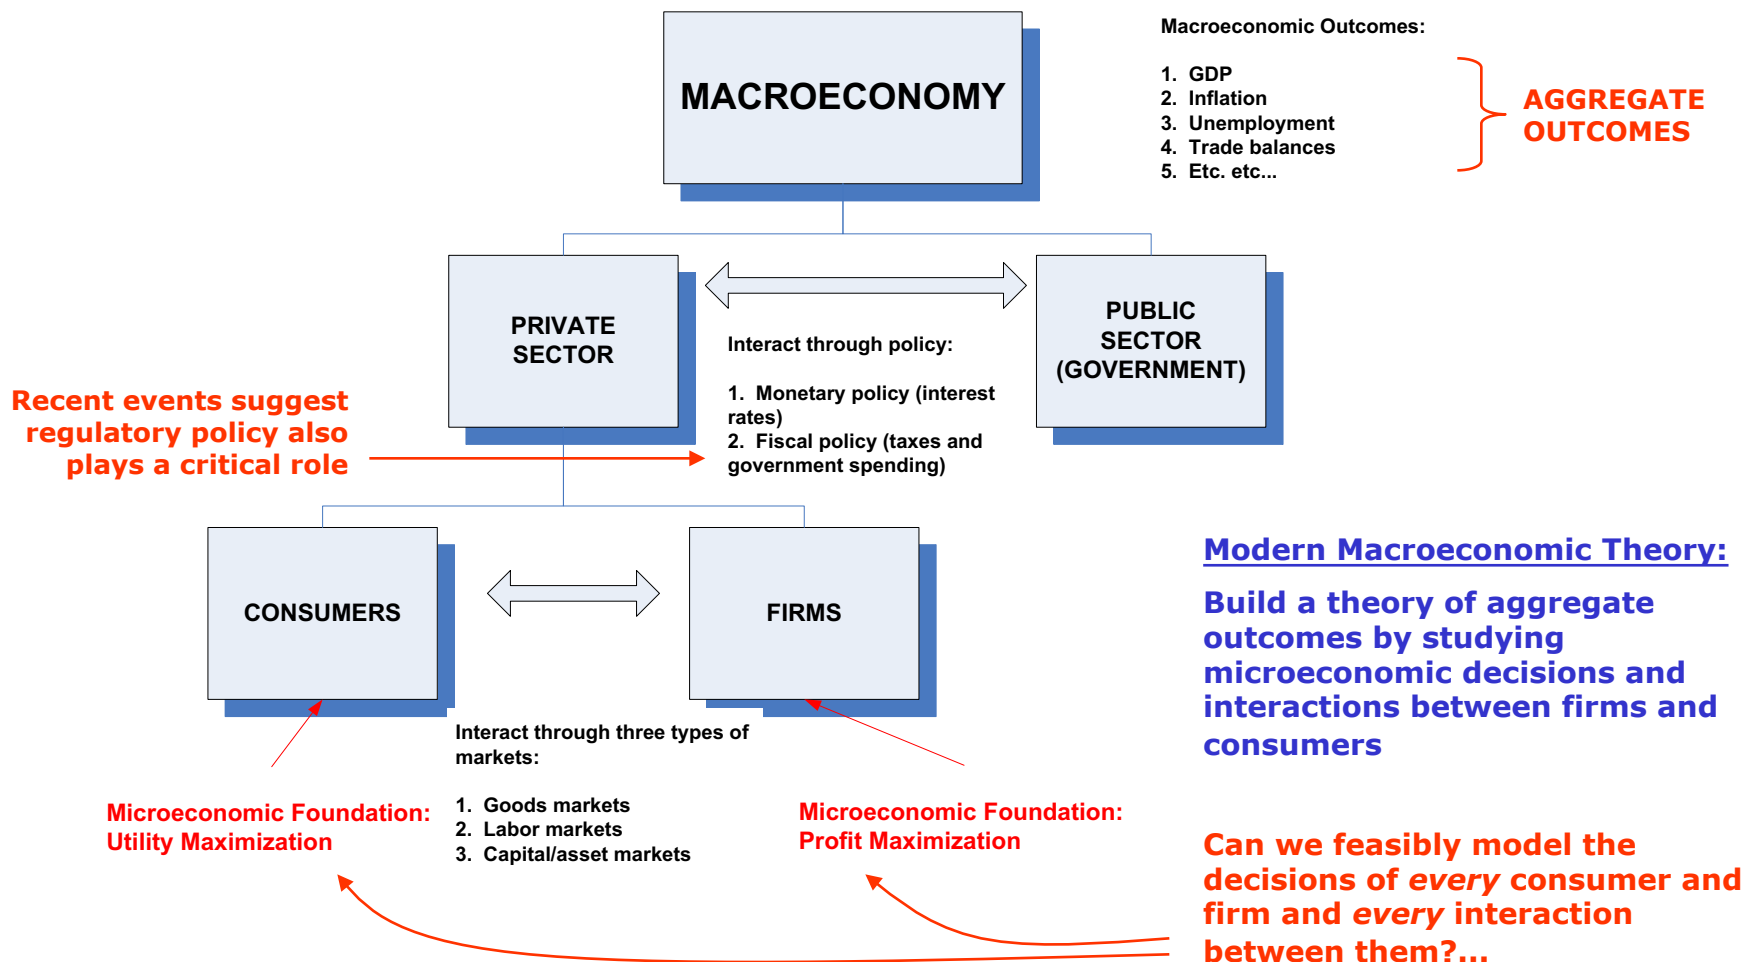 MACROECONOMY
Macroeconomic Outcomes:
1. GDP
2. Inflation
3. Unemployment
4. Trade balances
5. Etc. etc...
AGGREGATE
OUTCOMES
PRIVATE
SECTOR
Interact through policy:
1. Monetary policy (interest
rates)
2. Fiscal policy (taxes and
government spending)
PUBLIC
SECTOR
(GOVERNMENT)
Recent events suggest
regulatory policy also
plays a critical role
CONSUMERS
FIRMS
Interact through three types of
markets:
1. Goods markets
2. Labor markets
3. Capital/asset markets
Microeconomic Foundation:
Utility Maximization
Microeconomic Foundation:
Profit Maximization
Modern Macroeconomic Theory:
Build a theory of aggregate
outcomes by studying
microeconomic decisions and
interactions between firms and
consumers
Can we feasibly model the
decisions of every consumer and
firm and every interaction
between them?...